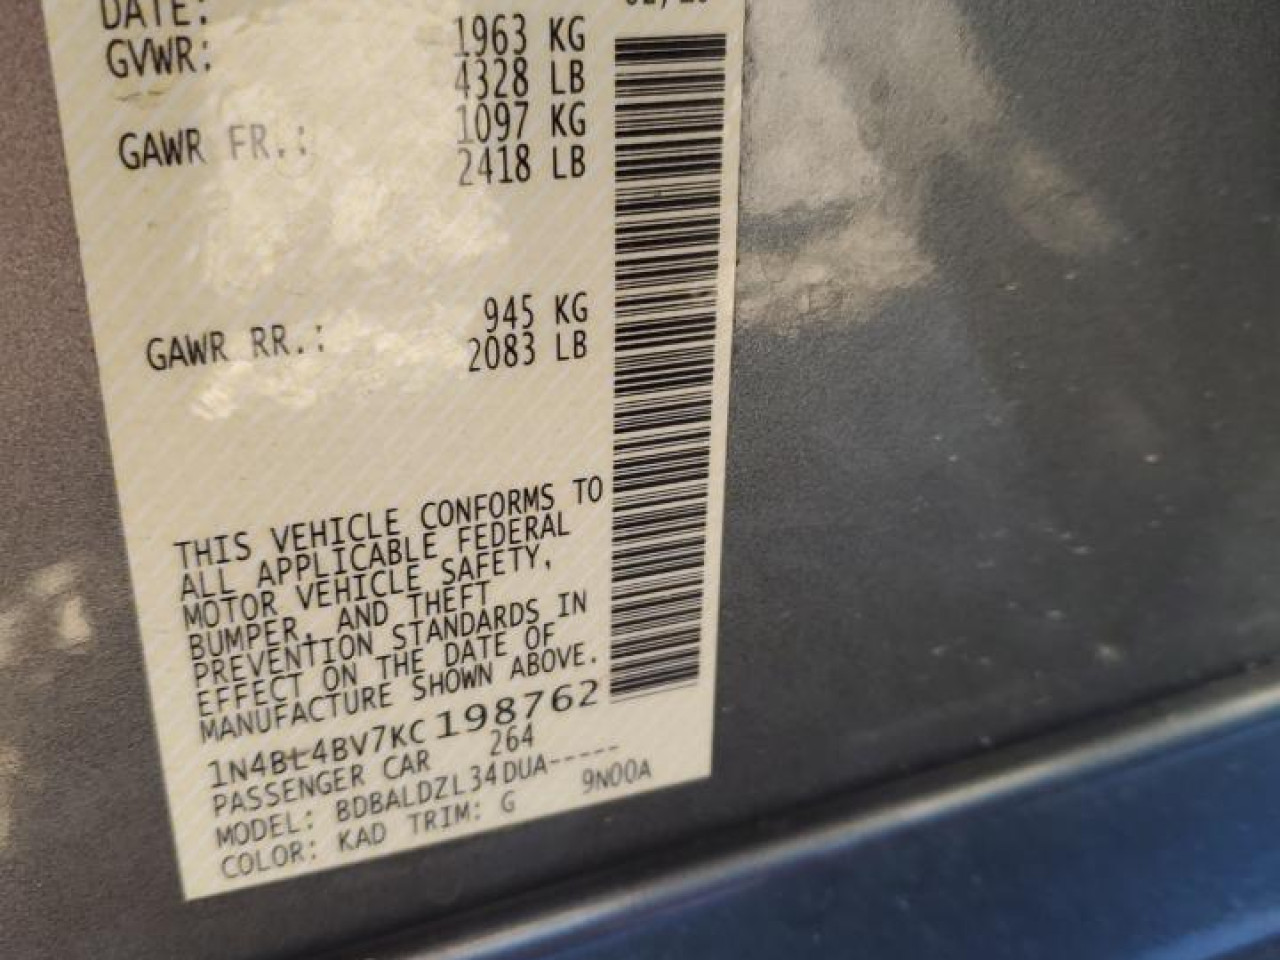 DATE:
GVWR: 1963 KG
4328 LB
GAWR FR.: 1097 KG
2418 LB
GAWR RR.: 945 KG
2083 LB
THIS VEHICLE CONFORMS TO
ALL APPLICABLE FEDERAL
MOTOR VEHICLE SAFETY,
BUMPER, AND THEFT
PREVENTION STANDARDS IN
EFFECT ON THE DATE OF
MANUFACTURE SHOWN ABOVE.
1N4BL4BV7KC198762
PASSENGER CAR 264
MODEL: BDBALDZL34DUA-----
COLOR: KAD TRIM: G 9N00A